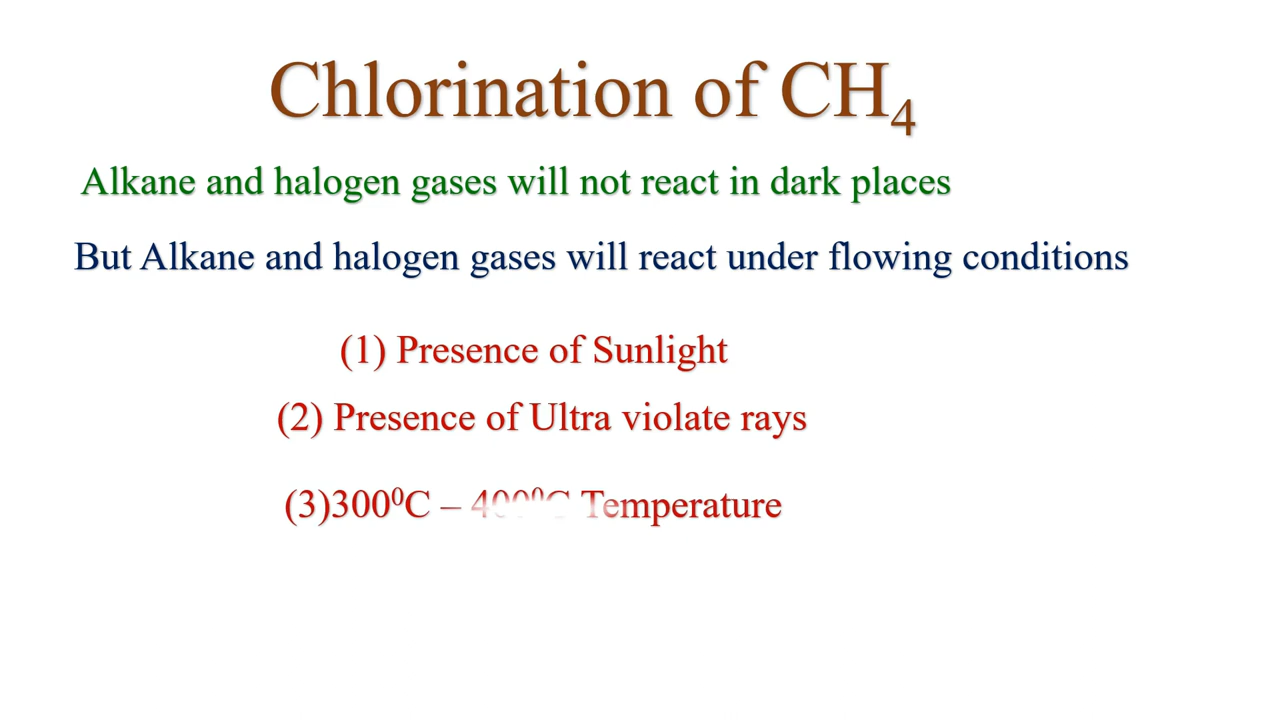 Chlorination of CH₄
Alkane and halogen gases will not react in dark places
But Alkane and halogen gases will react under flowing conditions
(1) Presence of Sunlight
(2) Presence of Ultra violate rays
(3)300⁰C – 400⁰C Temperature